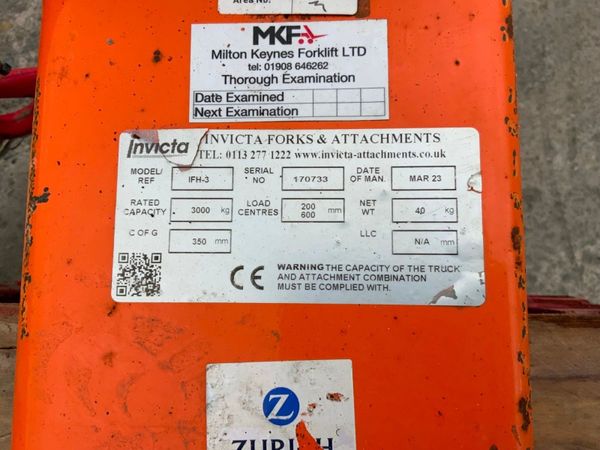 MKF
Milton Keynes Forklift LTD
tel: 01908 646262
Thorough Examination
Date Examined
Next Examination
Invicta
INVICTA FORKS & ATTACHMENTS
TEL: 0113 277 1222 www.invicta-attachments.co.uk
MODEL/ REF IFH-3 SERIAL NO 170733 DATE OF MAN. MAR 23
RATED CAPACITY 3000 kg LOAD CENTRES 200 600 mm NET WT 40 kg
C OF G 350 mm LLC N/A mm
CE WARNING THE CAPACITY OF THE TRUCK
AND ATTACHMENT COMBINATION
MUST BE COMPLIED WITH.
Z
ZURICH